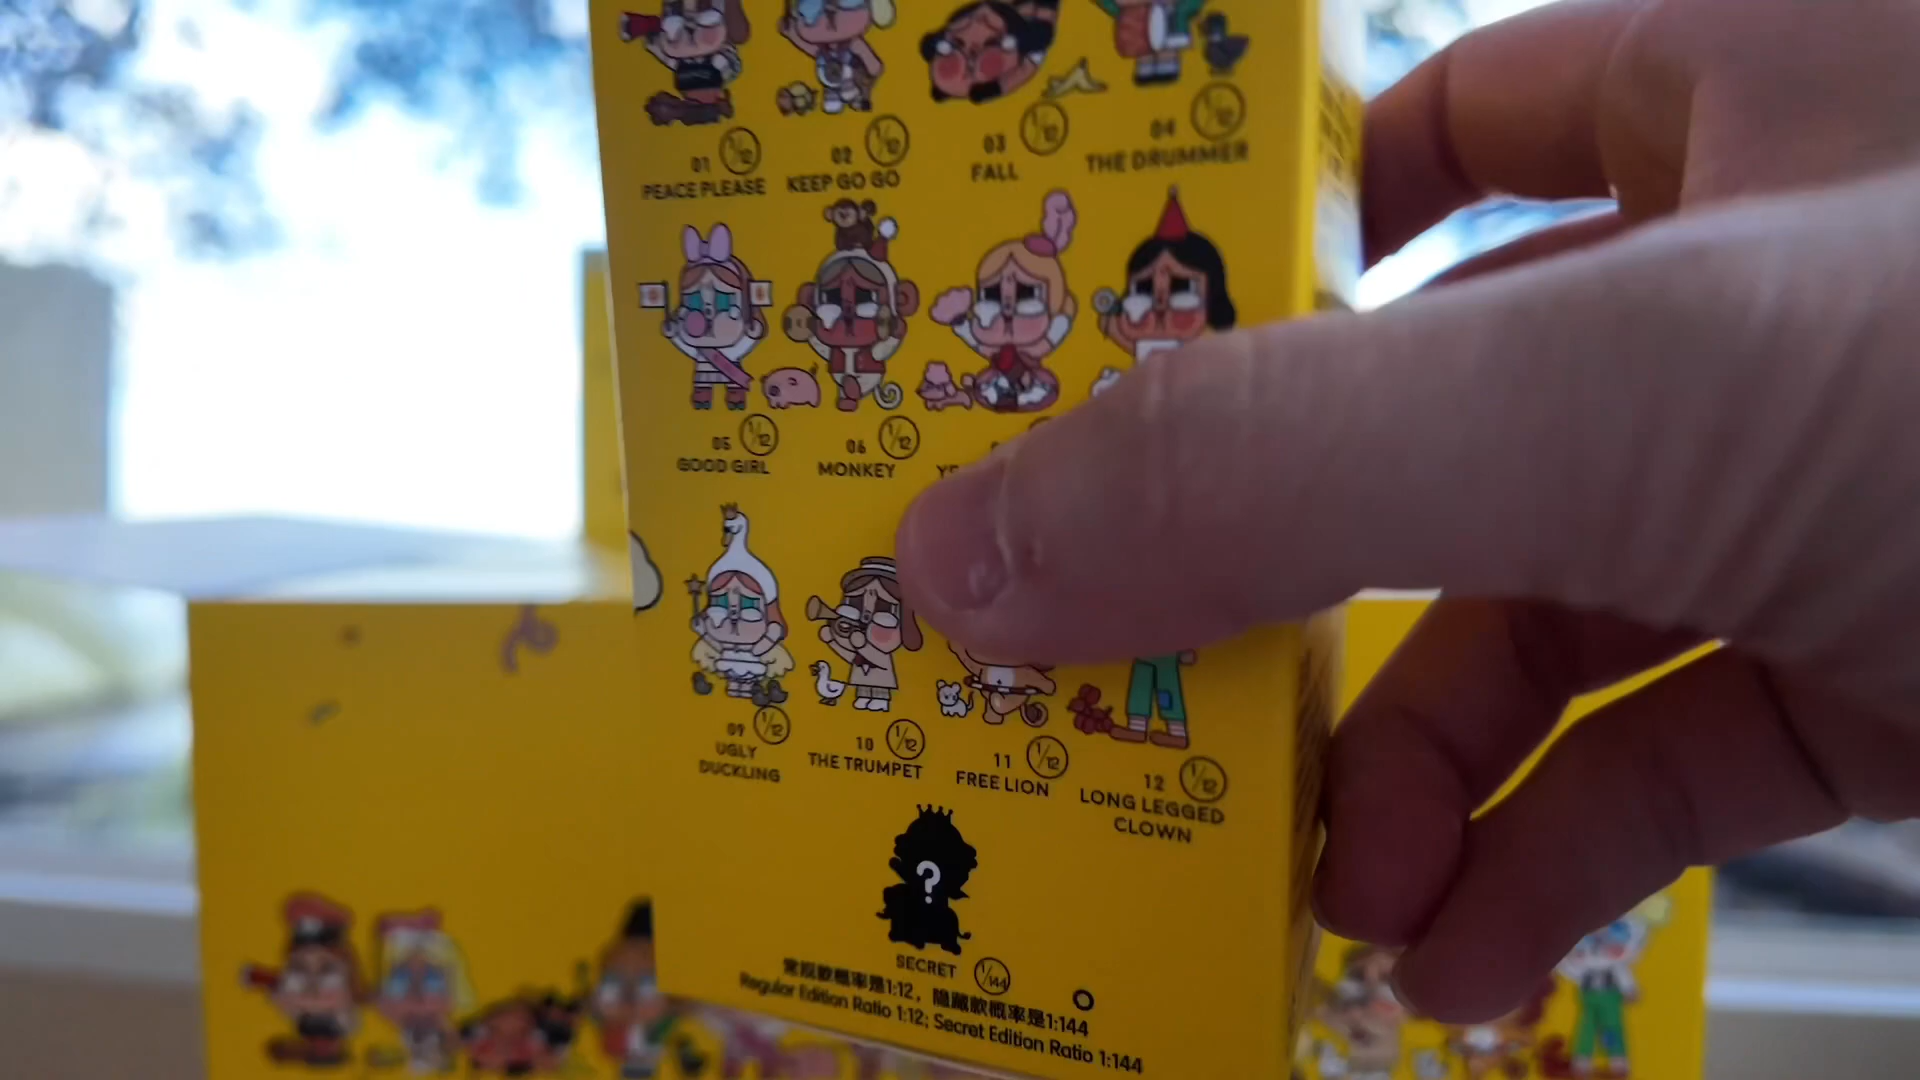 01 1/12
PEACE PLEASE
02 1/12
KEEP GO GO
03 1/12
FALL
04 1/12
THE DRUMMER
05 1/12
GOOD GIRL
06 1/12
MONKEY
09 1/12
UGLY
DUCKLING
10 1/12
THE TRUMPET
11 1/12
FREE LION
12 1/12
LONG LEGGED
CLOWN
?
SECRET 1/144
常规款概率是1:12，隐藏款概率是1:144
Regular Edition Ratio 1:12; Secret Edition Ratio 1:144